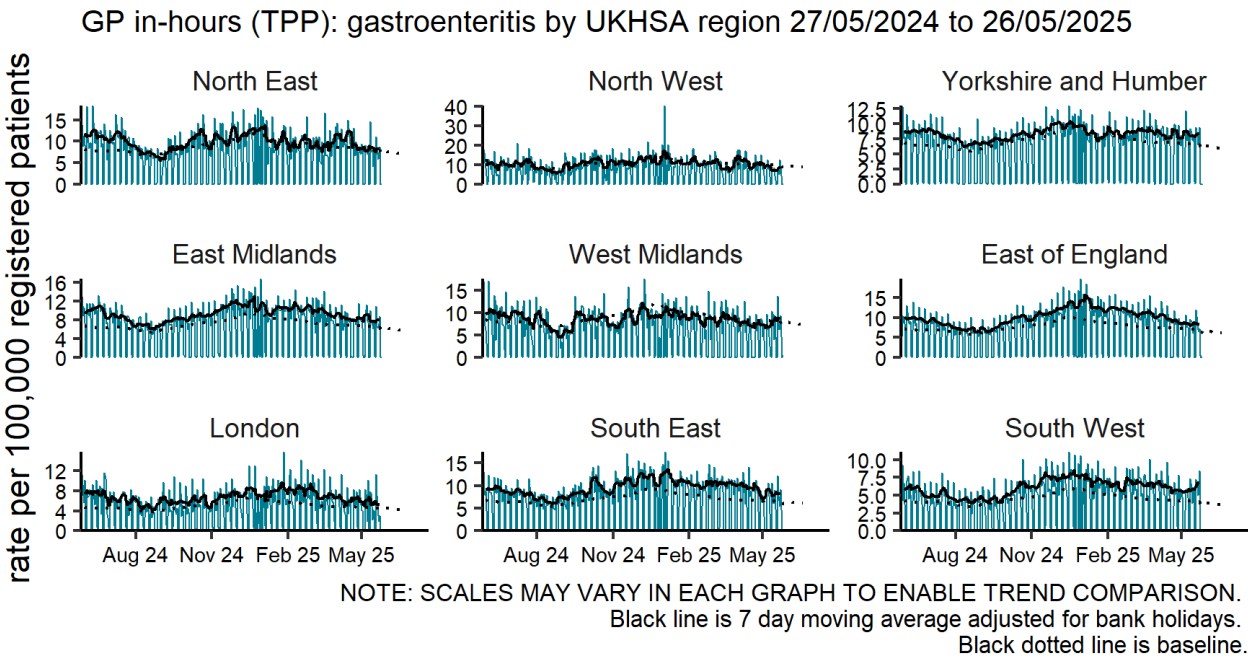 GP in-hours (TPP): gastroenteritis by UKHSA region 27/05/2024 to 26/05/2025
rate per 100,000 registered patients
North East
15
10
5
0
North West
40
30
20
10
0
Yorkshire and Humber
12.5
10.0
7.5
5.0
2.5
0.0
East Midlands
16
12
8
4
0
West Midlands
15
10
5
0
East of England
15
10
5
0
London
12
8
4
0
South East
15
10
5
0
South West
10.0
7.5
5.0
2.5
0.0
Aug 24 Nov 24 Feb 25 May 25
Aug 24 Nov 24 Feb 25 May 25
Aug 24 Nov 24 Feb 25 May 25
NOTE: SCALES MAY VARY IN EACH GRAPH TO ENABLE TREND COMPARISON.
Black line is 7 day moving average adjusted for bank holidays.
Black dotted line is baseline.